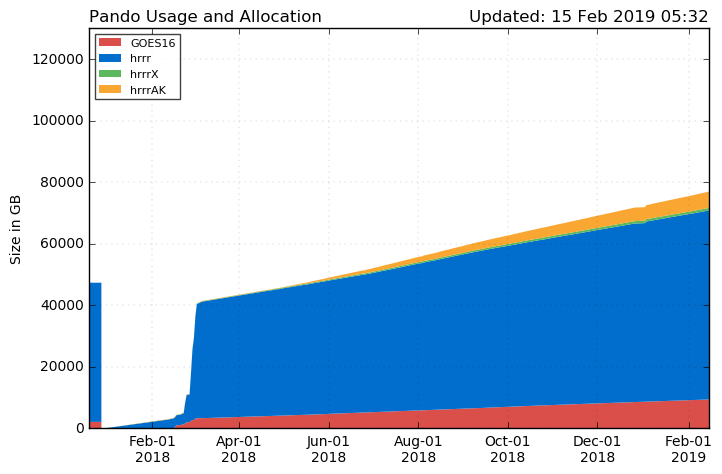 Pando Usage and Allocation Updated: 15 Feb 2019 05:32
GOES16
hrrr
hrrrX
hrrrAK
Size in GB
120000
100000
80000
60000
40000
20000
0
Feb-01 Apr-01 Jun-01 Aug-01 Oct-01 Dec-01 Feb-01
2018 2018 2018 2018 2018 2018 2019